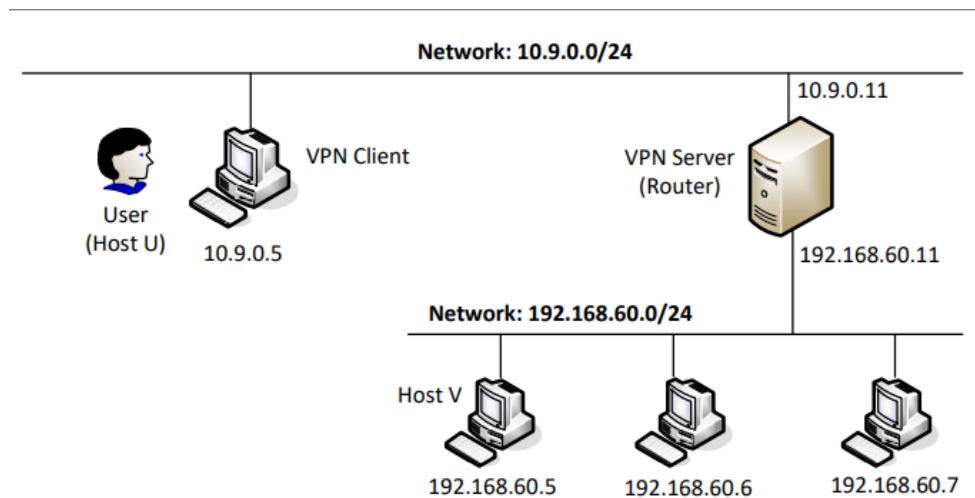 Network: 10.9.0.0/24
10.9.0.11
VPN Client
VPN Server
(Router)
User
(Host U)
10.9.0.5
192.168.60.11
Network: 192.168.60.0/24
Host V
192.168.60.5
192.168.60.6
192.168.60.7